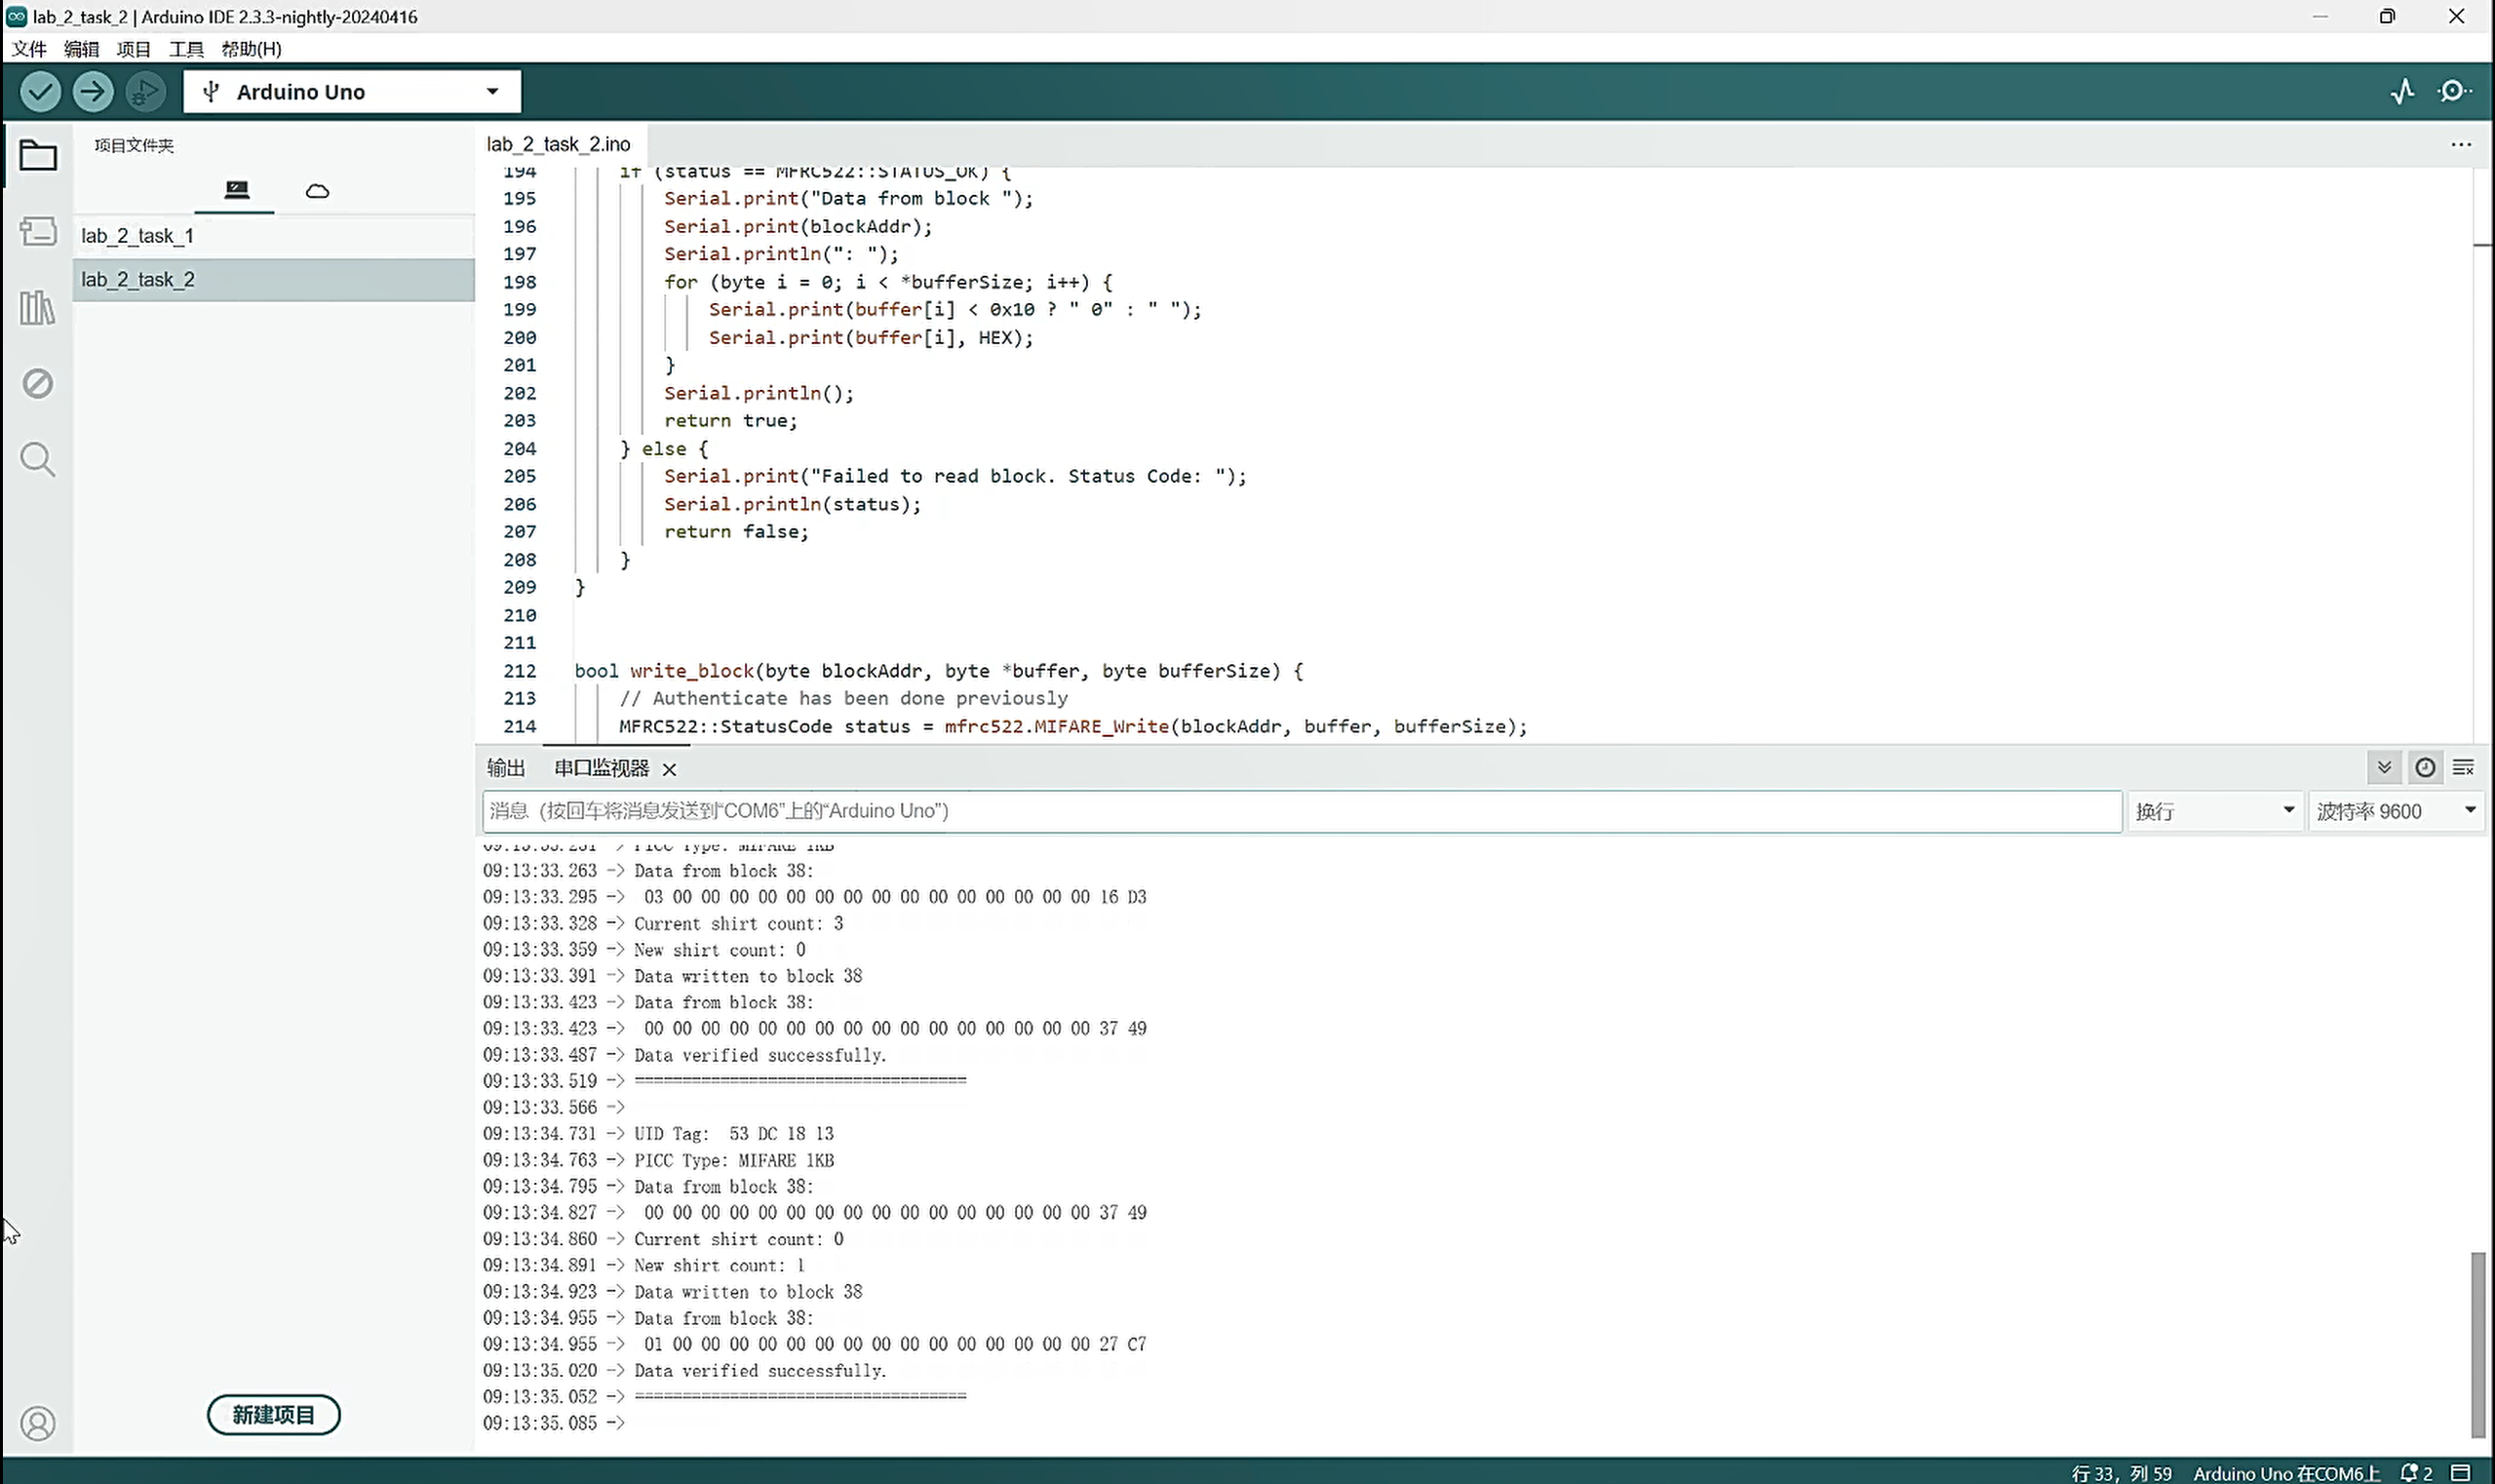 lab_2_task_2 | Arduino IDE 2.3.3-nightly-20240416
文件 编辑 项目 工具 帮助(H)
Arduino Uno
项目文件夹
lab_2_task_1
lab_2_task_2
新建项目
lab_2_task_2.ino
194 if (status == MFRC522::STATUS_OK) {
195 Serial.print("Data from block ");
196 Serial.print(blockAddr);
197 Serial.println(": ");
198 for (byte i = 0; i < *bufferSize; i++) {
199 Serial.print(buffer[i] < 0x10 ? " 0" : " ");
200 Serial.print(buffer[i], HEX);
201 }
202 Serial.println();
203 return true;
204 } else {
205 Serial.print("Failed to read block. Status Code: ");
206 Serial.println(status);
207 return false;
208 }
209 }
210
211
212 bool write_block(byte blockAddr, byte *buffer, byte bufferSize) {
213 // Authenticate has been done previously
214 MFRC522::StatusCode status = mfrc522.MIFARE_Write(blockAddr, buffer, bufferSize);
输出 串口监视器
消息（按回车将消息发送到“COM6”上的“Arduino Uno”)
换行 波特率 9600
09:13:33.231 -> PICC Type: MIFARE 1KB
09:13:33.263 -> Data from block 38:
09:13:33.295 -> 03 00 00 00 00 00 00 00 00 00 00 00 00 00 00 00 16 D3
09:13:33.328 -> Current shirt count: 3
09:13:33.359 -> New shirt count: 0
09:13:33.391 -> Data written to block 38
09:13:33.423 -> Data from block 38:
09:13:33.423 -> 00 00 00 00 00 00 00 00 00 00 00 00 00 00 00 00 37 49
09:13:33.487 -> Data verified successfully.
09:13:33.519 -> ===================================
09:13:33.566 ->
09:13:34.731 -> UID Tag: 53 DC 18 13
09:13:34.763 -> PICC Type: MIFARE 1KB
09:13:34.795 -> Data from block 38:
09:13:34.827 -> 00 00 00 00 00 00 00 00 00 00 00 00 00 00 00 00 37 49
09:13:34.860 -> Current shirt count: 0
09:13:34.891 -> New shirt count: 1
09:13:34.923 -> Data written to block 38
09:13:34.955 -> Data from block 38:
09:13:34.955 -> 01 00 00 00 00 00 00 00 00 00 00 00 00 00 00 00 27 C7
09:13:35.020 -> Data verified successfully.
09:13:35.052 -> ===================================
09:13:35.085 ->
行 33，列 59 Arduino Uno 在COM6上 2